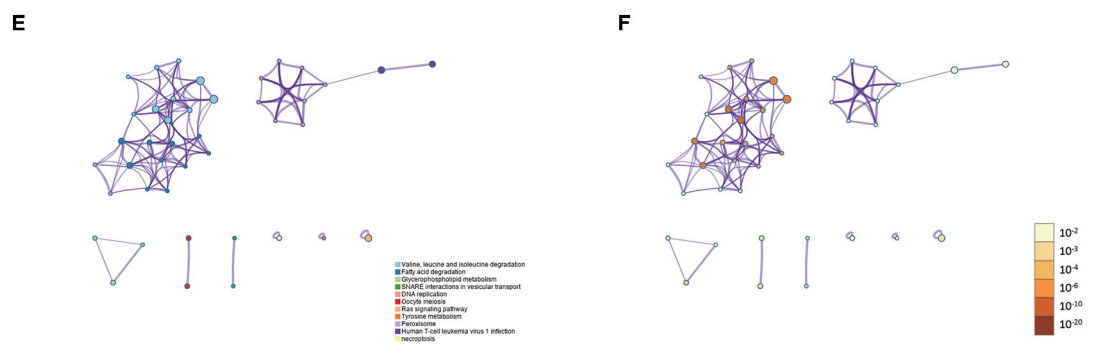 E
F
Valine, leucine and isoleucine degradation
Fatty acid degradation
Glycerophospholipid metabolism
SNARE interactions in vesicular transport
DNA replication
Oocyte meiosis
Ras signaling pathway
Tyrosine metabolism
Peroxisome
Human T-cell leukemia virus 1 infection
necroptosis
10⁻²
10⁻³
10⁻⁴
10⁻⁶
10⁻¹⁰
10⁻²⁰